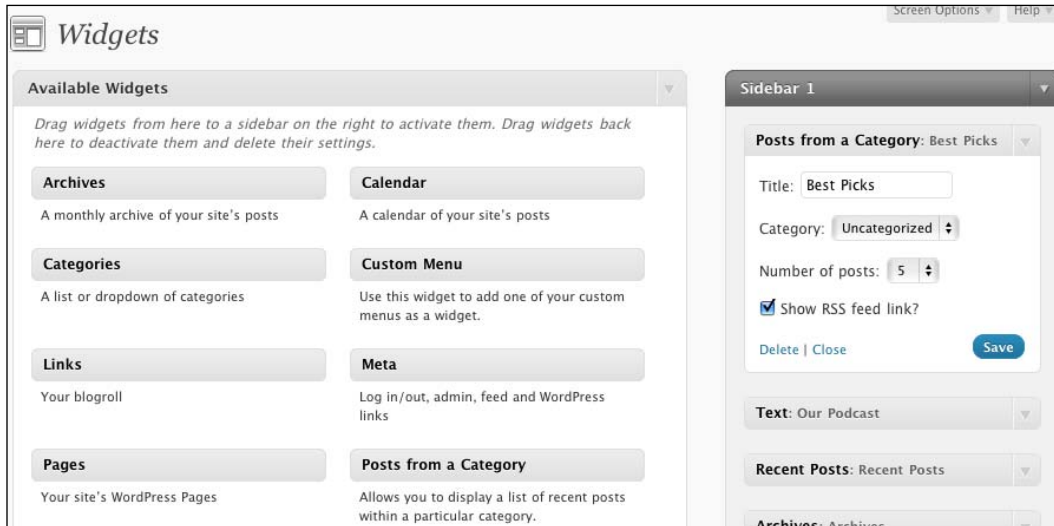 Screen Options Help
Widgets
Available Widgets
Drag widgets from here to a sidebar on the right to activate them. Drag widgets back
here to deactivate them and delete their settings.
Archives
A monthly archive of your site's posts
Calendar
A calendar of your site's posts
Categories
A list or dropdown of categories
Custom Menu
Use this widget to add one of your custom
menus as a widget.
Links
Your blogroll
Meta
Log in/out, admin, feed and WordPress
links
Pages
Your site's WordPress Pages
Posts from a Category
Allows you to display a list of recent posts
within a particular category.
Sidebar 1
Posts from a Category: Best Picks
Title: Best Picks
Category: Uncategorized
Number of posts: 5
Show RSS feed link?
Delete | Close Save
Text: Our Podcast
Recent Posts: Recent Posts
Archives: Archives